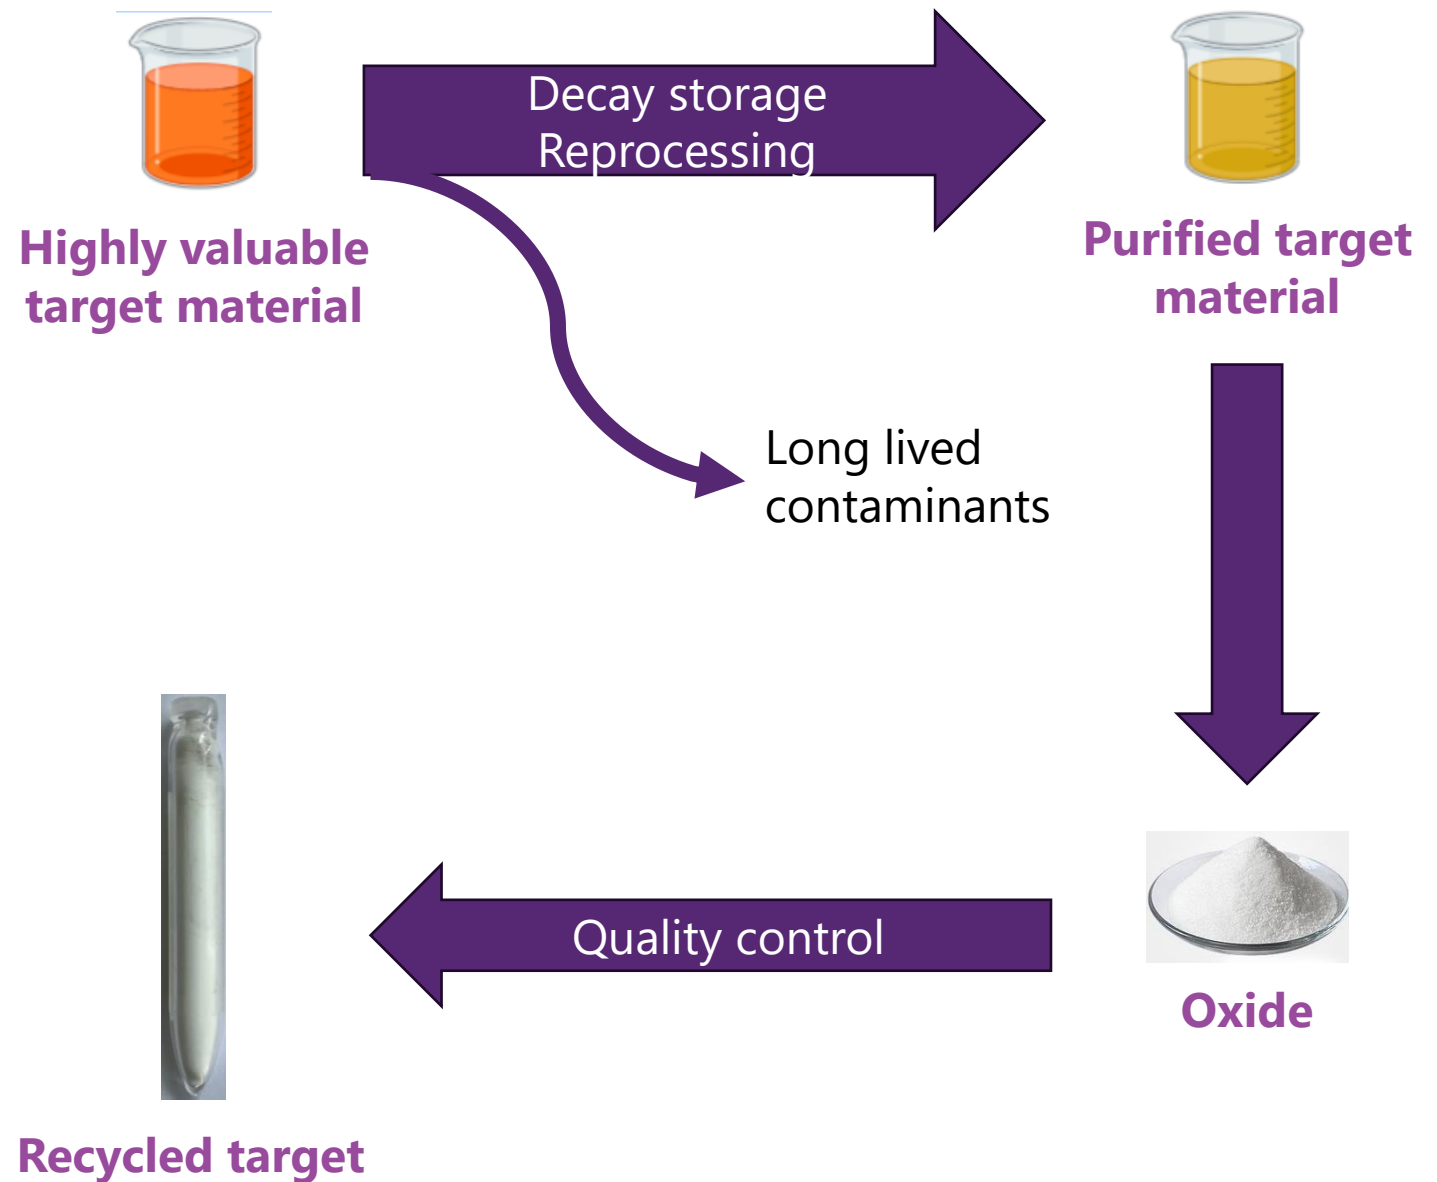 Decay storage
Reprocessing
Highly valuable
target material
Purified target
material
Long lived
contaminants
Quality control
Oxide
Recycled target